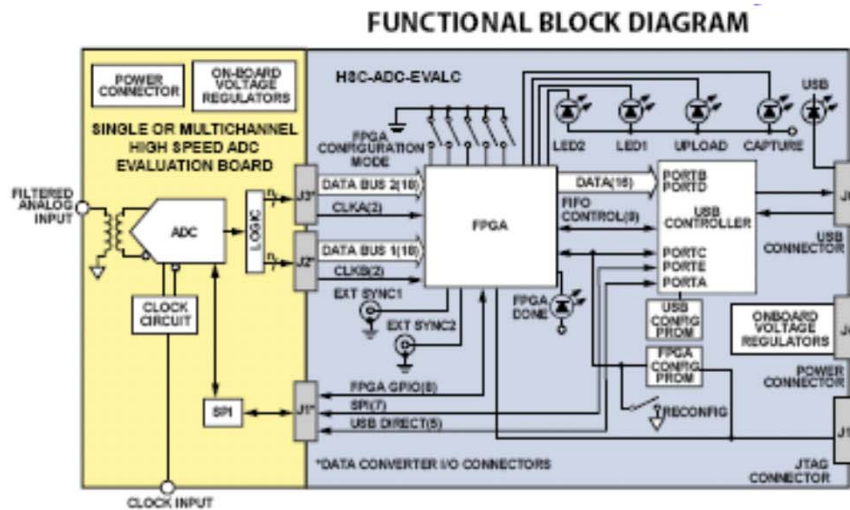 FUNCTIONAL BLOCK DIAGRAM
POWER
CONNECTOR
ON-BOARD
VOLTAGE
REGULATORS
SINGLE OR MULTICHANNEL
HIGH SPEED ADC
EVALUATION BOARD
FILTERED
ANALOG
INPUT
ADC
LOGIC
n
n
CLOCK
CIRCUIT
SPI
CLOCK INPUT
HSC-ADC-EVALC
FPGA
CONFIGURATION
MODE
J3*
DATA BUS 2(18)
CLKA(2)
J2*
DATA BUS 1(18)
CLKB(2)
EXT SYNC1
EXT SYNC2
J1*
FPGA GPIO(8)
SPI(7)
USB DIRECT(5)
*DATA CONVERTER I/O CONNECTORS
FPGA
LED2
LED1
UPLOAD
CAPTURE
USB
DATA(16)
FIFO
CONTROL(9)
FPGA
DONE
PORTB
PORTD
USB
CONTROLLER
PORTC
PORTE
PORTA
USB
CONFIG
PROM
FPGA
CONFIG
PROM
RECONFIG
USB
CONNECTOR
ONBOARD
VOLTAGE
REGULATORS
POWER
CONNECTOR
JTAG
CONNECTOR